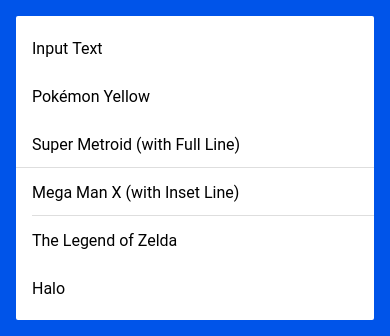 Input Text
Pokémon Yellow
Super Metroid (with Full Line)
Mega Man X (with Inset Line)
The Legend of Zelda
Halo